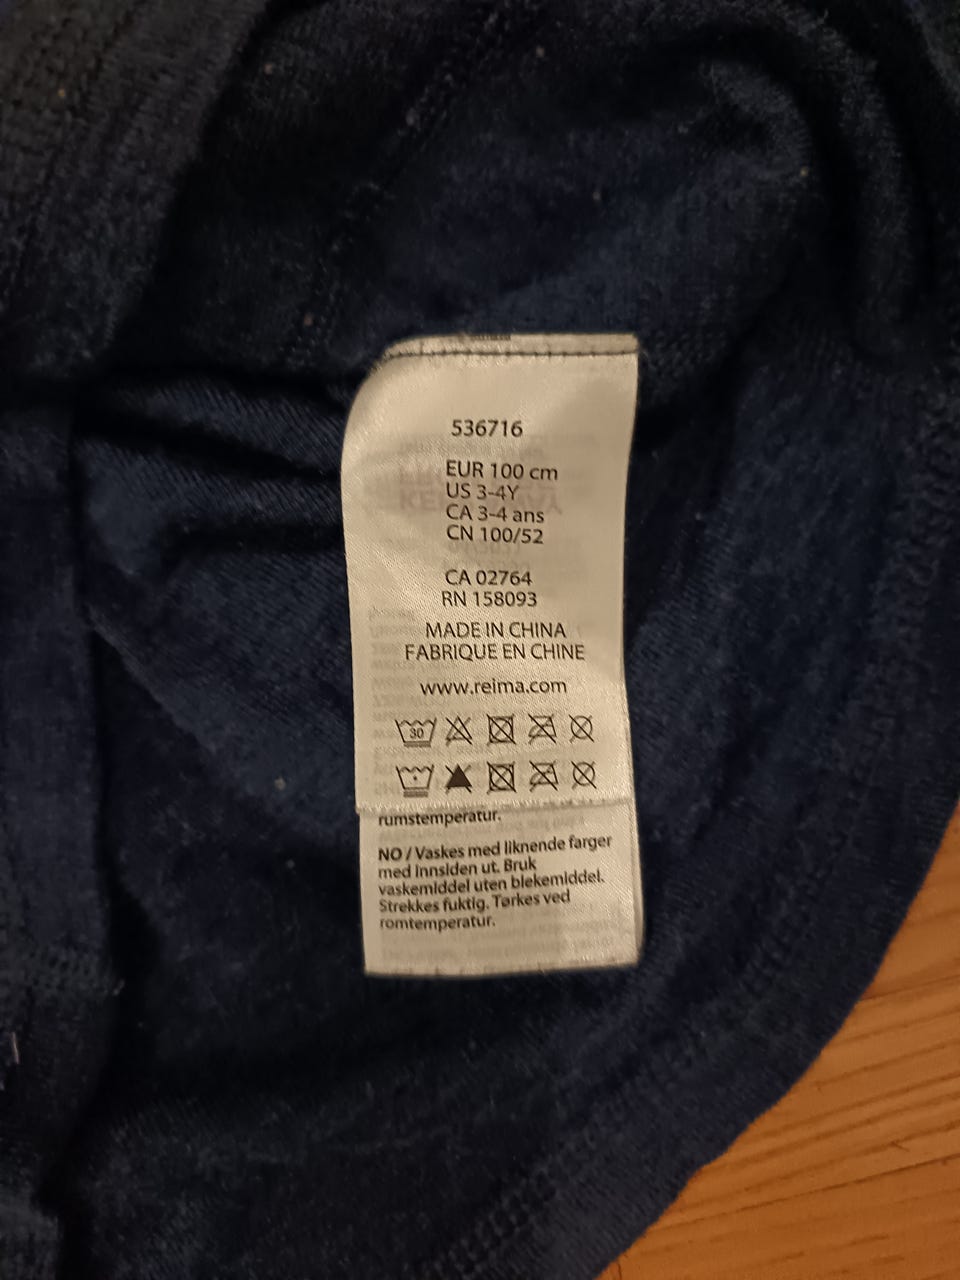 536716
EUR 100 cm
US 3-4Y
CA 3-4 ans
CN 100/52
CA 02764
RN 158093
MADE IN CHINA
FABRIQUE EN CHINE
www.reima.com
30
rumstemperatur.
NO / Vaskes med liknende farger
med innsiden ut. Bruk
vaskemiddel uten blekemiddel.
Strekkes fuktig. Tørkes ved
romtemperatur.